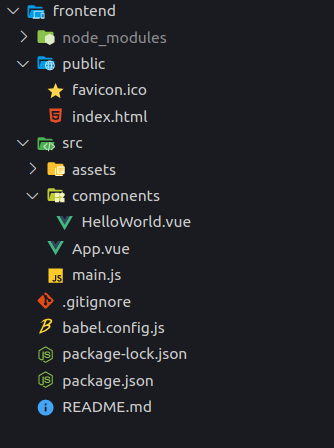 frontend
node_modules
public
favicon.ico
index.html
src
assets
components
HelloWorld.vue
App.vue
JS main.js
.gitignore
babel.config.js
package-lock.json
package.json
README.md